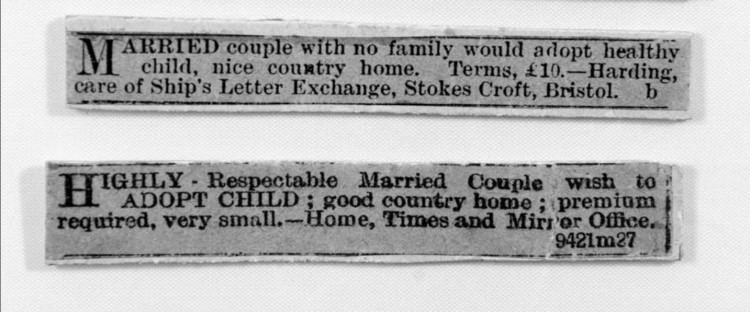 MARRIED couple with no family would adopt healthy
child, nice country home. Terms, £10.—Harding,
care of Ship's Letter Exchange, Stokes Croft, Bristol. b
HIGHLY - Respectable Married Couple wish to
ADOPT CHILD ; good country home ; premium
required, very small.—Home, Times and Mirror Office.
9421m27